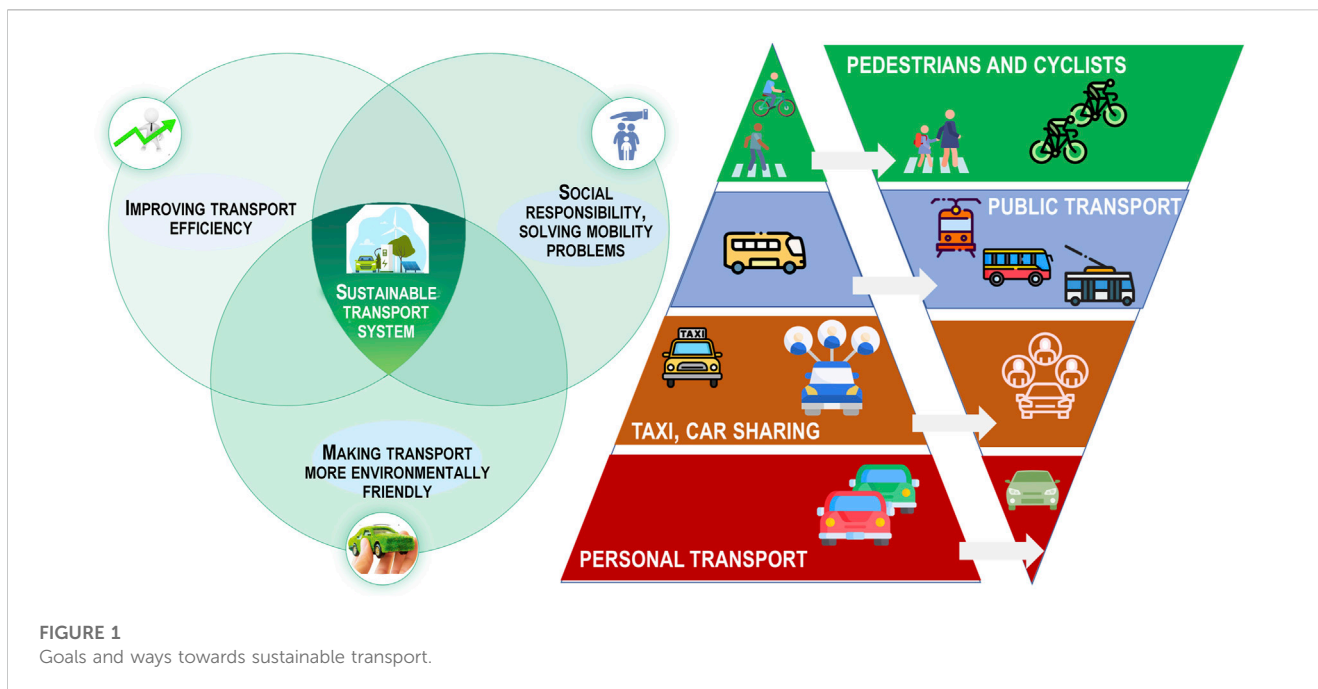 IMPROVING TRANSPORT
EFFICIENCY
SOCIAL
RESPONSIBILITY,
SOLVING MOBILITY
PROBLEMS
SUSTAINABLE
TRANSPORT
SYSTEM
MAKING TRANSPORT
MORE ENVIRONMENTALLY
FRIENDLY
PEDESTRIANS AND CYCLISTS
PUBLIC TRANSPORT
TAXI
TAXI, CAR SHARING
PERSONAL TRANSPORT
FIGURE 1
Goals and ways towards sustainable transport.